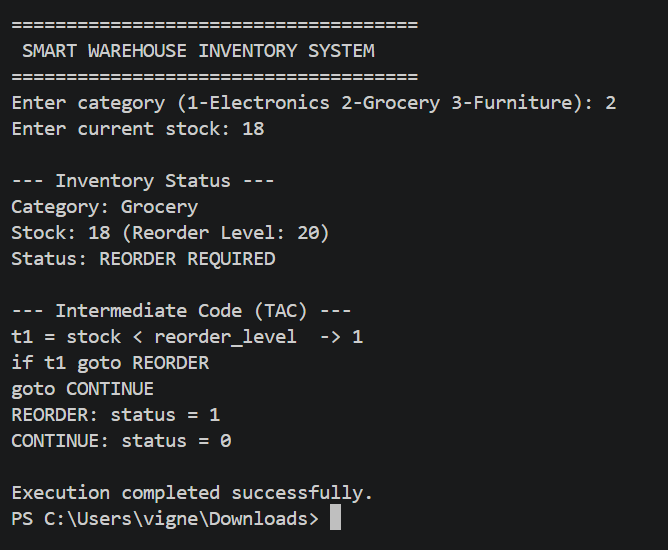 =====================================
SMART WAREHOUSE INVENTORY SYSTEM
=====================================
Enter category (1-Electronics 2-Grocery 3-Furniture): 2
Enter current stock: 18
--- Inventory Status ---
Category: Grocery
Stock: 18 (Reorder Level: 20)
Status: REORDER REQUIRED
--- Intermediate Code (TAC) ---
t1 = stock < reorder_level  -> 1
if t1 goto REORDER
goto CONTINUE
REORDER: status = 1
CONTINUE: status = 0
Execution completed successfully.
PS C:\Users\vigne\Downloads>